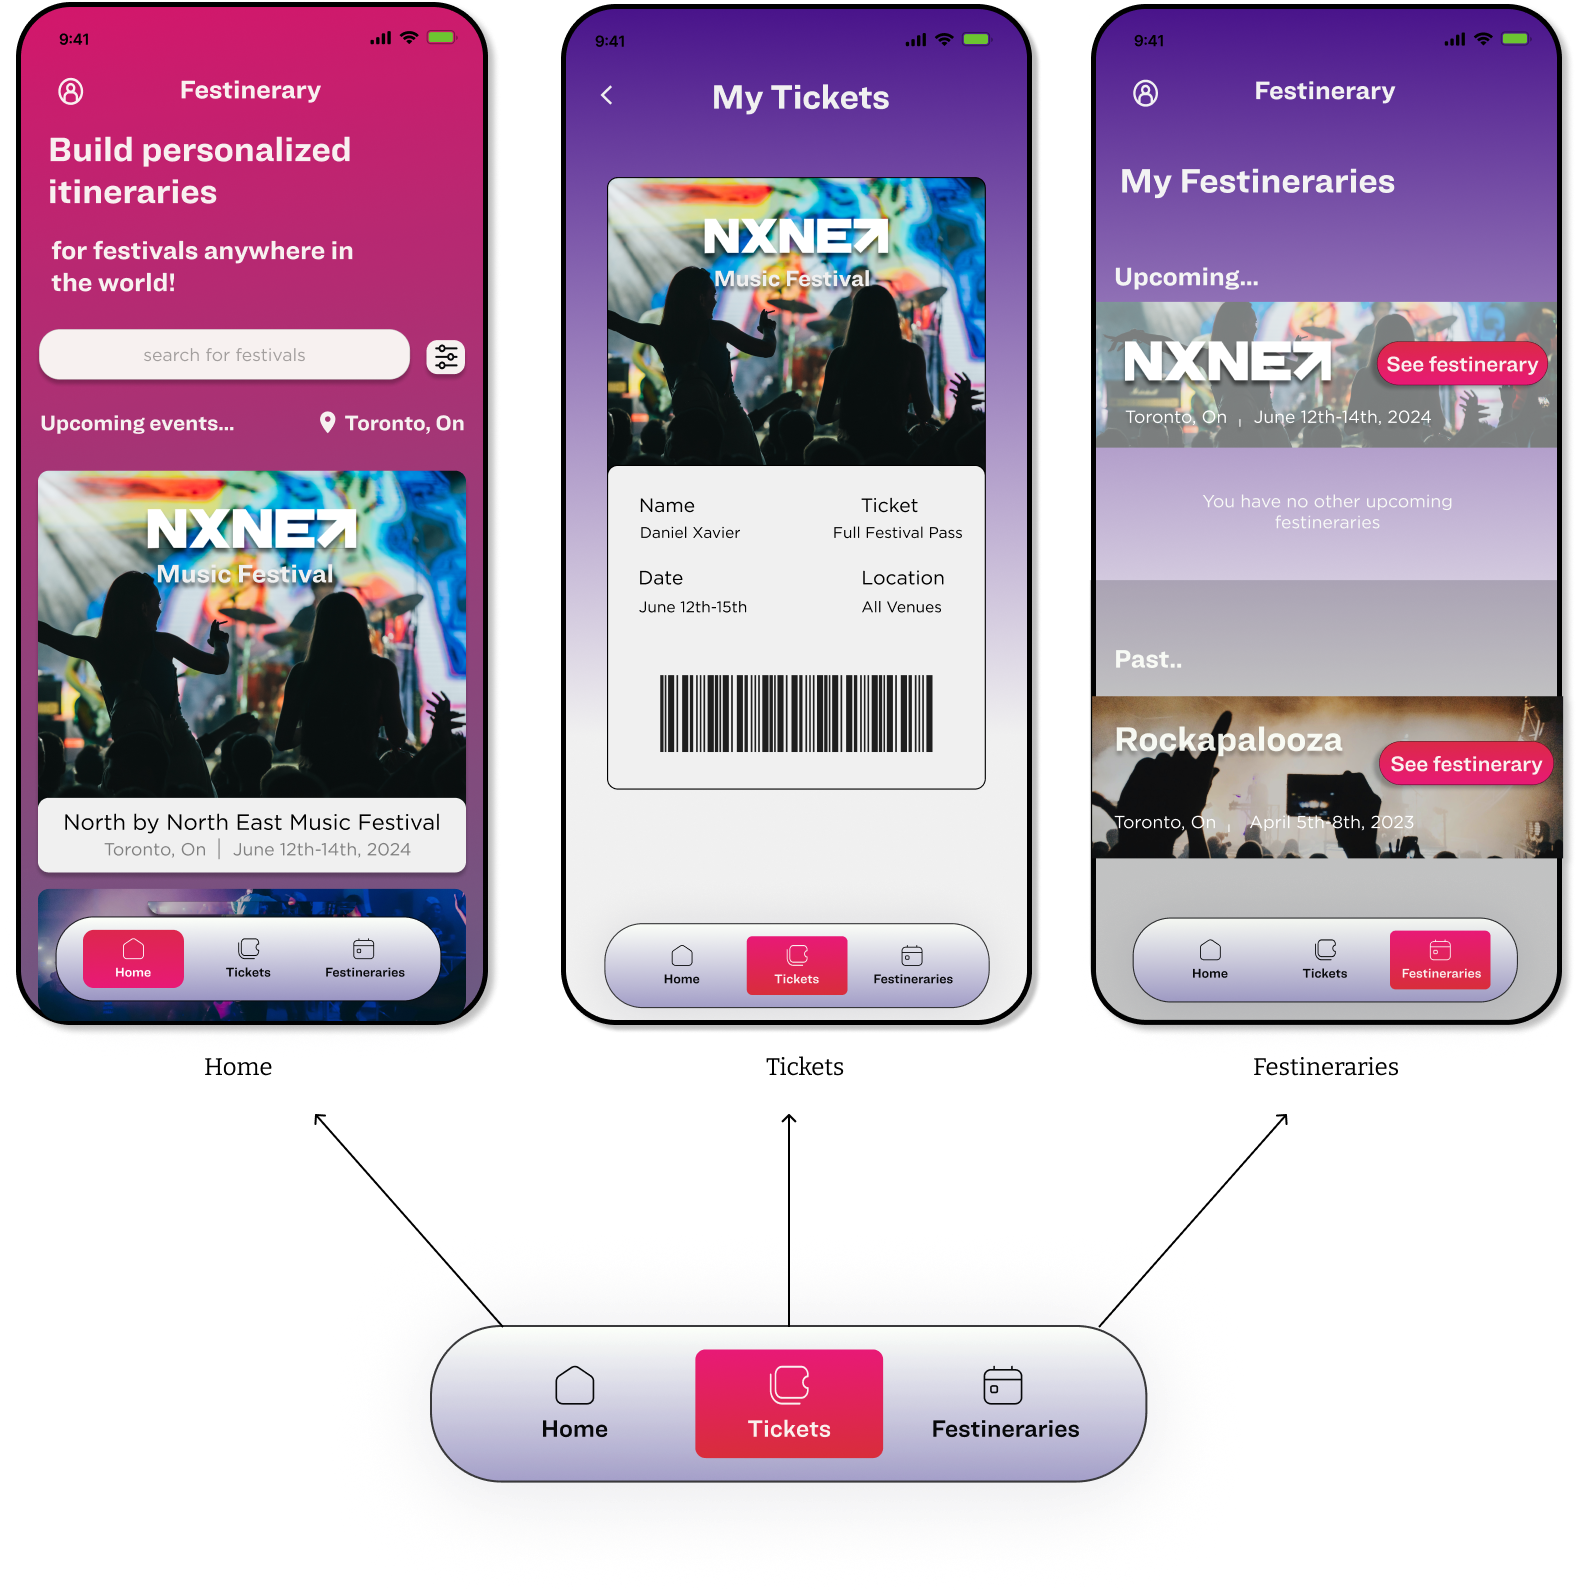 9:41
Festinerary
Build personalized
itineraries
for festivals anywhere in
the world!
search for festivals
Upcoming events...
Toronto, On
NXNE
Music Festival
North by North East Music Festival
Toronto, On | June 12th-14th, 2024
Home
Tickets
Festineraries
Home
9:41
My Tickets
NXNE
Music Festival
Name
Ticket
Daniel Xavier
Full Festival Pass
Date
Location
June 12th-15th
All Venues
Home
Tickets
Festineraries
Tickets
9:41
Festinerary
My Festineraries
Upcoming...
NXNE
See festinerary
Toronto, On | June 12th-14th, 2024
You have no other upcoming
festineraries
Past..
Rockapalooza
See festinerary
Toronto, On | April 5th-8th, 2023
Home
Tickets
Festineraries
Festineraries
Home
Tickets
Festineraries